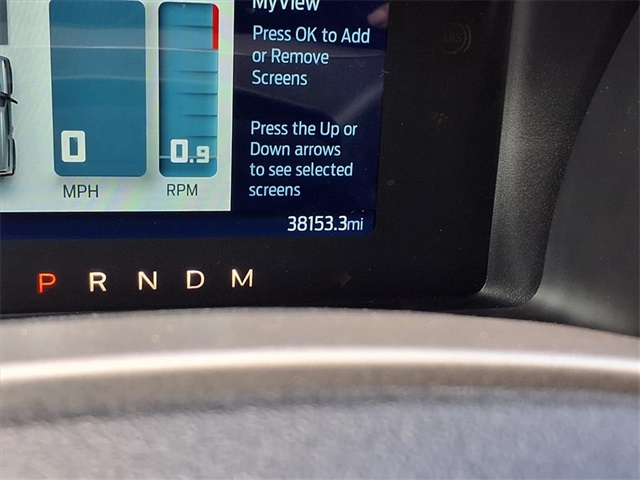 MyView
Press OK to Add
or Remove
Screens
Press the Up or
Down arrows
to see selected
screens
0
0.9
MPH
RPM
38153.3mi
P R N D M